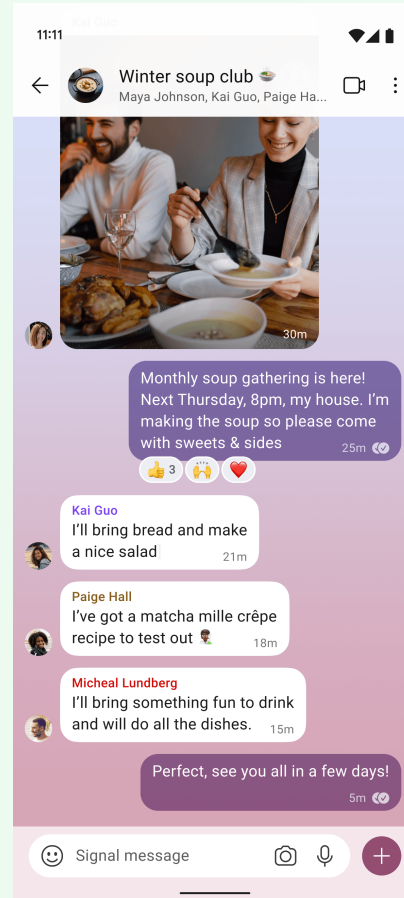 11:11
Winter soup club 🍲
Maya Johnson, Kai Guo, Paige Ha...
30m
Monthly soup gathering is here!
Next Thursday, 8pm, my house. I'm
making the soup so please come
with sweets & sides
25m
👍 3 🙌 ❤️
Kai Guo
I'll bring bread and make
a nice salad
21m
Paige Hall
I've got a matcha mille crêpe
recipe to test out
18m
Micheal Lundberg
I'll bring something fun to drink
and will do all the dishes.
15m
Perfect, see you all in a few days!
5m
Signal message